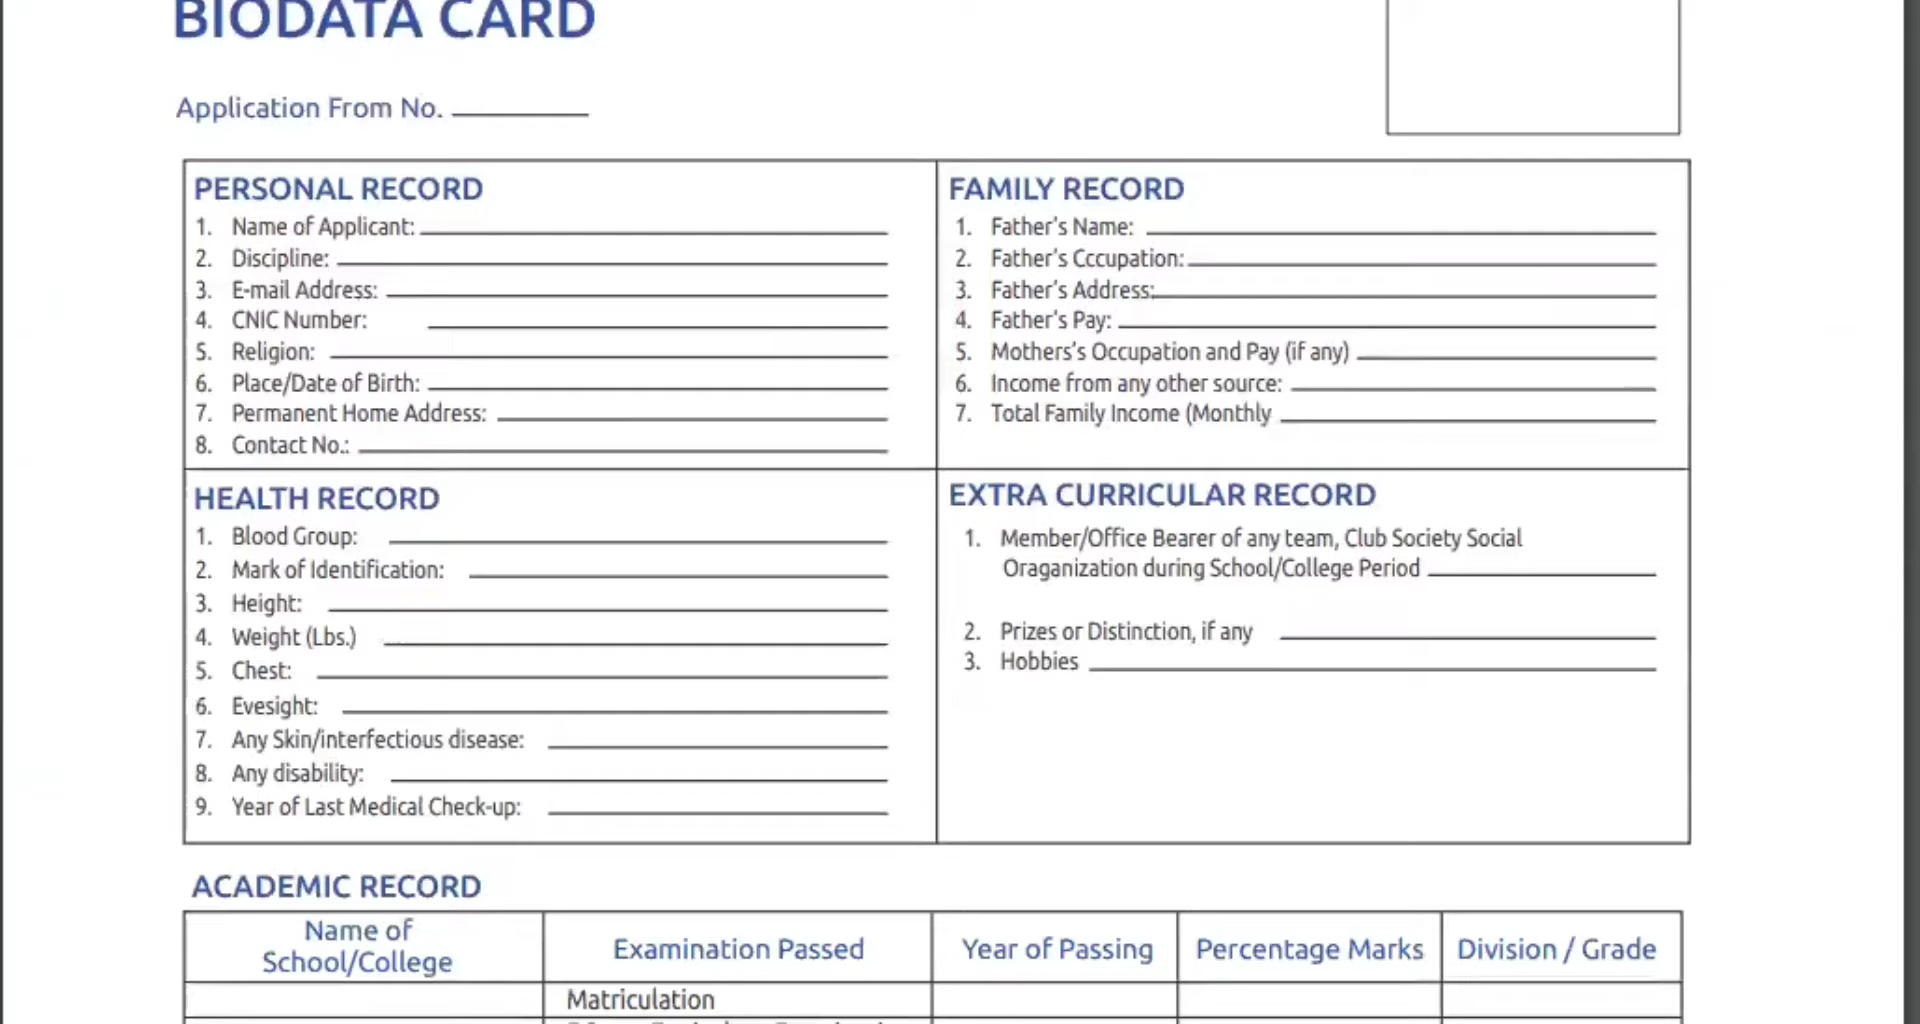 BIODATA CARD
Application From No.
PERSONAL RECORD
1. Name of Applicant:
2. Discipline:
3. E-mail Address:
4. CNIC Number:
5. Religion:
6. Place/Date of Birth:
7. Permanent Home Address:
8. Contact No.:
FAMILY RECORD
1. Father's Name:
2. Father's Cccupation:
3. Father's Address:
4. Father's Pay:
5. Mothers's Occupation and Pay (if any)
6. Income from any other source:
7. Total Family Income (Monthly
HEALTH RECORD
1. Blood Group:
2. Mark of Identification:
3. Height:
4. Weight (Lbs.)
5. Chest:
6. Evesight:
7. Any Skin/interfectious disease:
8. Any disability:
9. Year of Last Medical Check-up:
EXTRA CURRICULAR RECORD
1. Member/Office Bearer of any team, Club Society Social
Oraganization during School/College Period
2. Prizes or Distinction, if any
3. Hobbies
ACADEMIC RECORD
Name of
School/College
Examination Passed
Year of Passing
Percentage Marks
Division / Grade
Matriculation